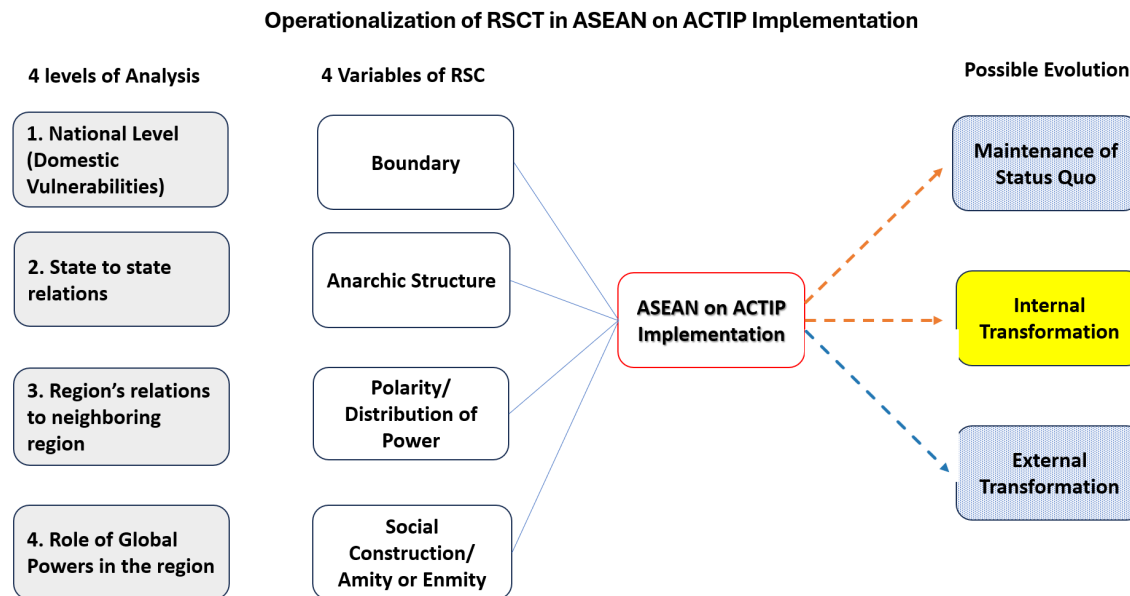 Operationalization of RSCT in ASEAN on ACTIP Implementation
4 levels of Analysis
1. National Level
(Domestic
Vulnerabilities)
2. State to state
relations
3. Region’s relations
to neighboring
region
4. Role of Global
Powers in the region
4 Variables of RSC
Boundary
Anarchic Structure
Polarity/
Distribution of
Power
Social
Construction/
Amity or Enmity
ASEAN on ACTIP
Implementation
Possible Evolution
Maintenance of
Status Quo
Internal
Transformation
External
Transformation